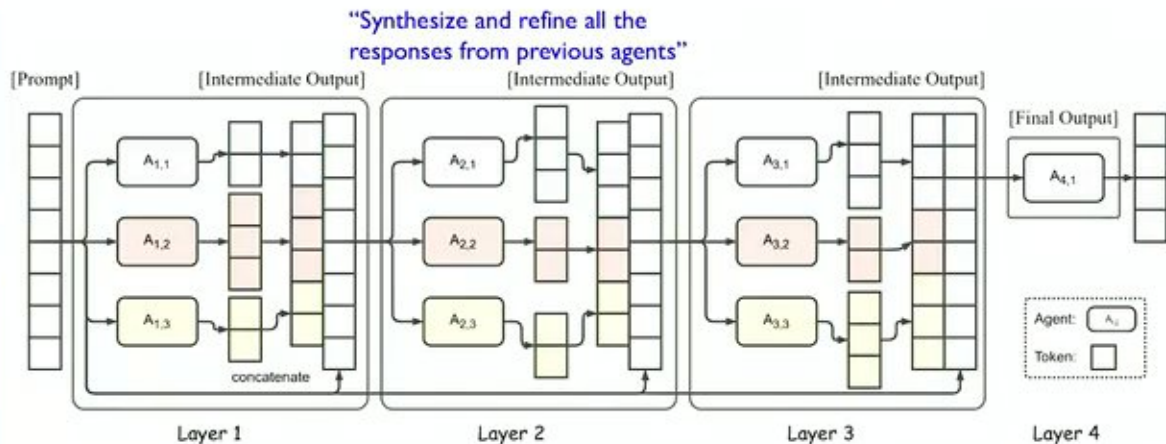 “Synthesize and refine all the
responses from previous agents”
[Prompt]
[Intermediate Output]
[Intermediate Output]
[Intermediate Output]
[Final Output]
A1,1
A2,1
A3,1
A4,1
A1,2
A2,2
A3,2
A1,3
A2,3
A3,3
concatenate
Agent:
Token:
Layer 1
Layer 2
Layer 3
Layer 4